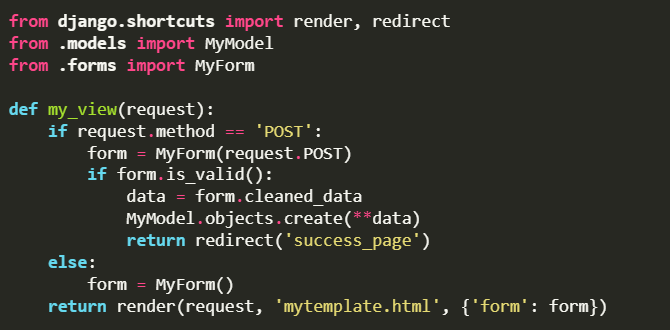 from django.shortcuts import render, redirect
from .models import MyModel
from .forms import MyForm

def my_view(request):
    if request.method == 'POST':
        form = MyForm(request.POST)
        if form.is_valid():
            data = form.cleaned_data
            MyModel.objects.create(**data)
            return redirect('success_page')
    else:
        form = MyForm()
    return render(request, 'mytemplate.html', {'form': form})